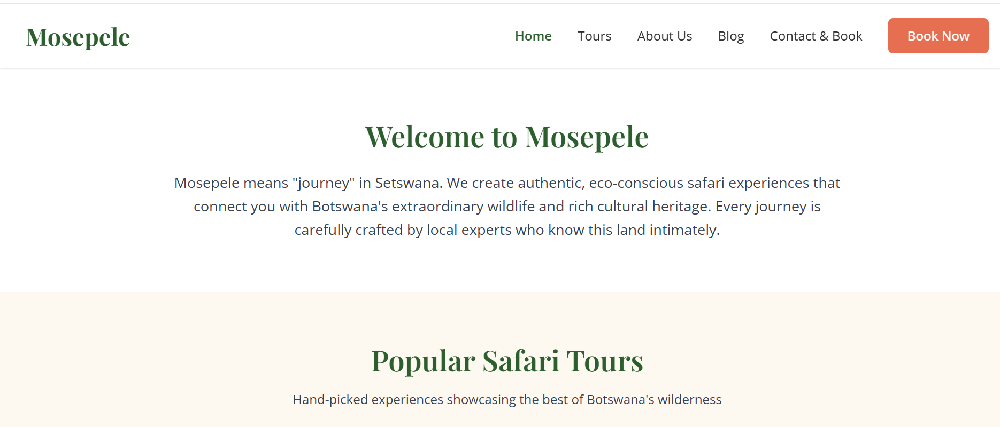 Mosepele
Home Tours About Us Blog Contact & Book Book Now
Welcome to Mosepele
Mosepele means "journey" in Setswana. We create authentic, eco-conscious safari experiences that
connect you with Botswana's extraordinary wildlife and rich cultural heritage. Every journey is
carefully crafted by local experts who know this land intimately.
Popular Safari Tours
Hand-picked experiences showcasing the best of Botswana's wilderness